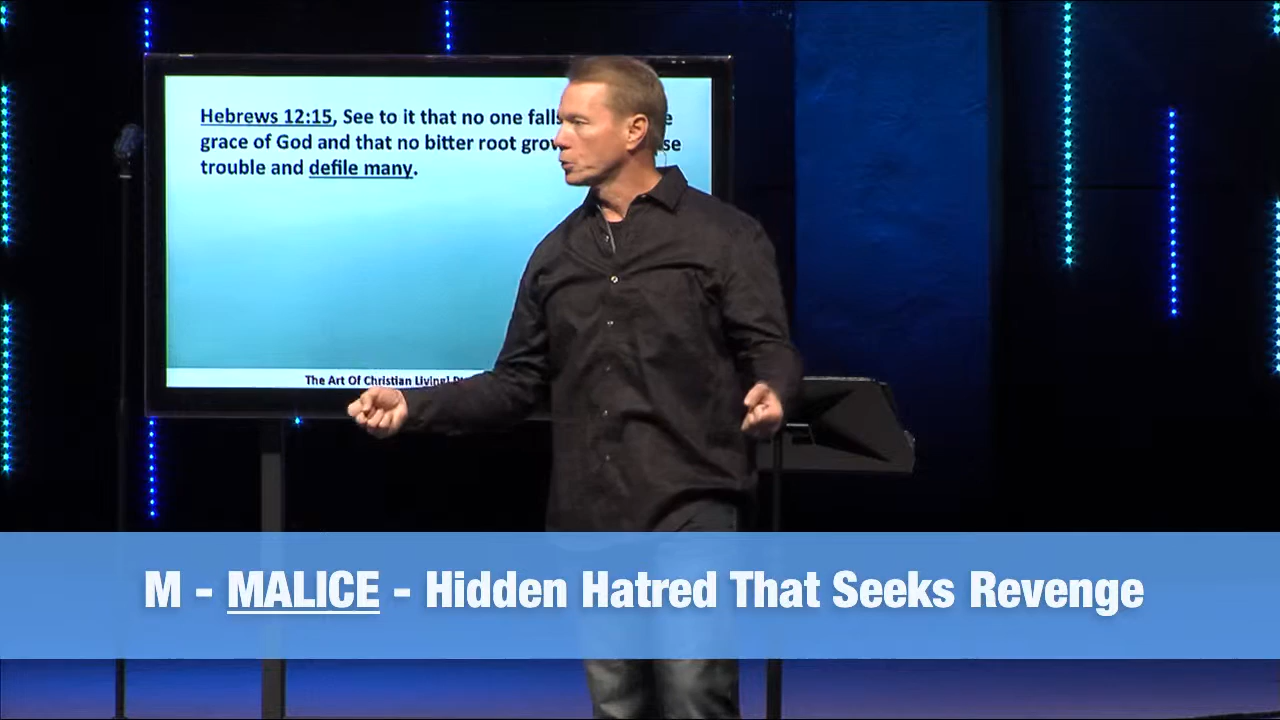 Hebrews 12:15, See to it that no one falls
grace of God and that no bitter root grow
trouble and defile many.
The Art Of Christian Living!
M - MALICE - Hidden Hatred That Seeks Revenge